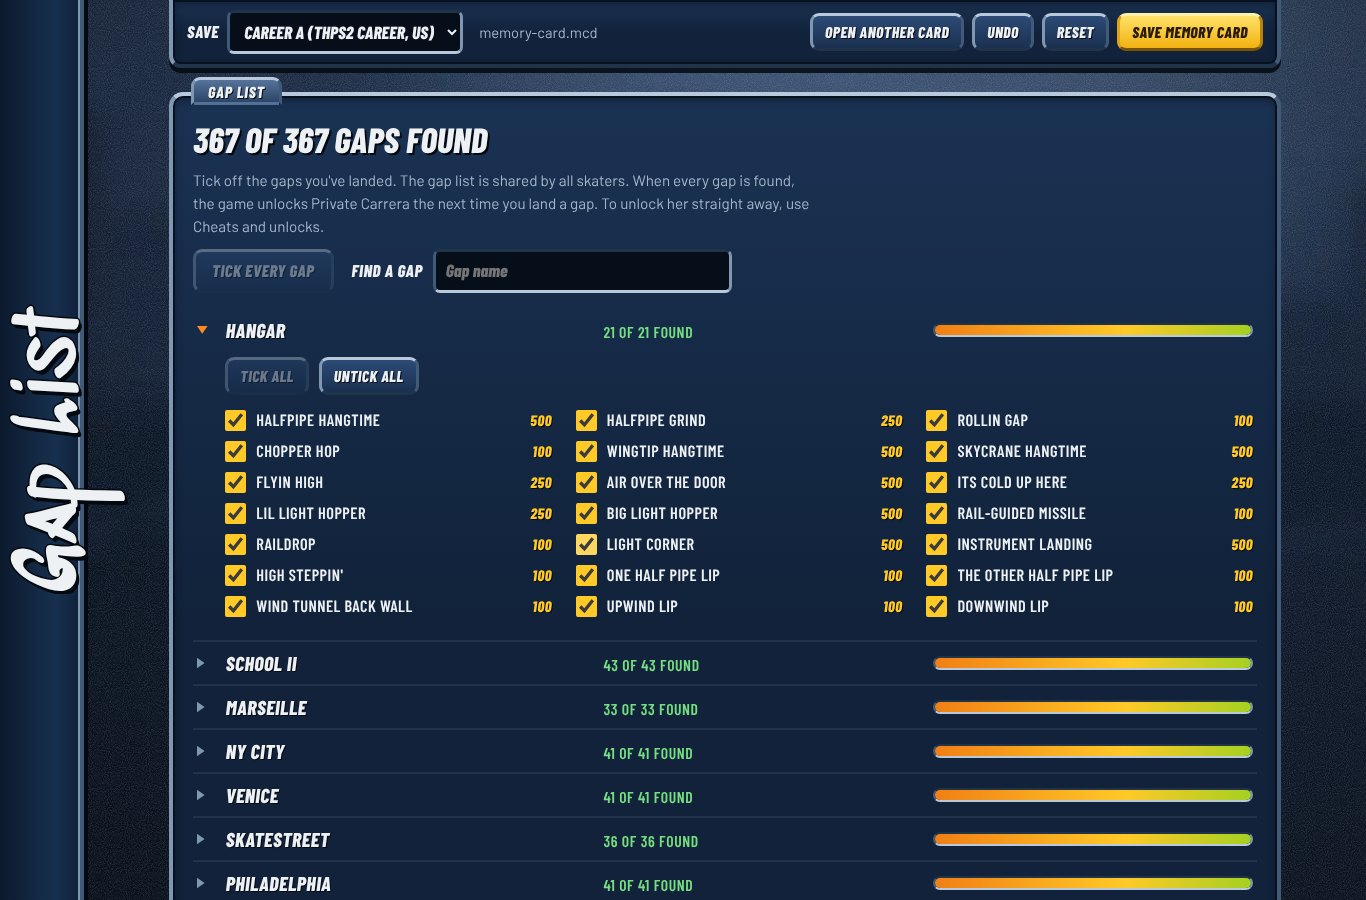 SAVE CAREER A (THPS2 CAREER, US) memory-card.mcd OPEN ANOTHER CARD UNDO RESET SAVE MEMORY CARD
GAP LIST
367 OF 367 GAPS FOUND
Tick off the gaps you've landed. The gap list is shared by all skaters. When every gap is found,
the game unlocks Private Carrera the next time you land a gap. To unlock her straight away, use
Cheats and unlocks.
TICK EVERY GAP FIND A GAP Gap name
HANGAR 21 OF 21 FOUND
TICK ALL UNTICK ALL
HALFPIPE HANGTIME 500 HALFPIPE GRIND 250 ROLLIN GAP 100
CHOPPER HOP 100 WINGTIP HANGTIME 500 SKYCRANE HANGTIME 500
FLYIN HIGH 250 AIR OVER THE DOOR 500 ITS COLD UP HERE 250
LIL LIGHT HOPPER 250 BIG LIGHT HOPPER 500 RAIL-GUIDED MISSILE 100
RAILDROP 100 LIGHT CORNER 500 INSTRUMENT LANDING 500
HIGH STEPPIN' 100 ONE HALF PIPE LIP 100 THE OTHER HALF PIPE LIP 100
WIND TUNNEL BACK WALL 100 UPWIND LIP 100 DOWNWIND LIP 100
SCHOOL II 43 OF 43 FOUND
MARSEILLE 33 OF 33 FOUND
NY CITY 41 OF 41 FOUND
VENICE 41 OF 41 FOUND
SKATESTREET 36 OF 36 FOUND
PHILADELPHIA 41 OF 41 FOUND
Gap List